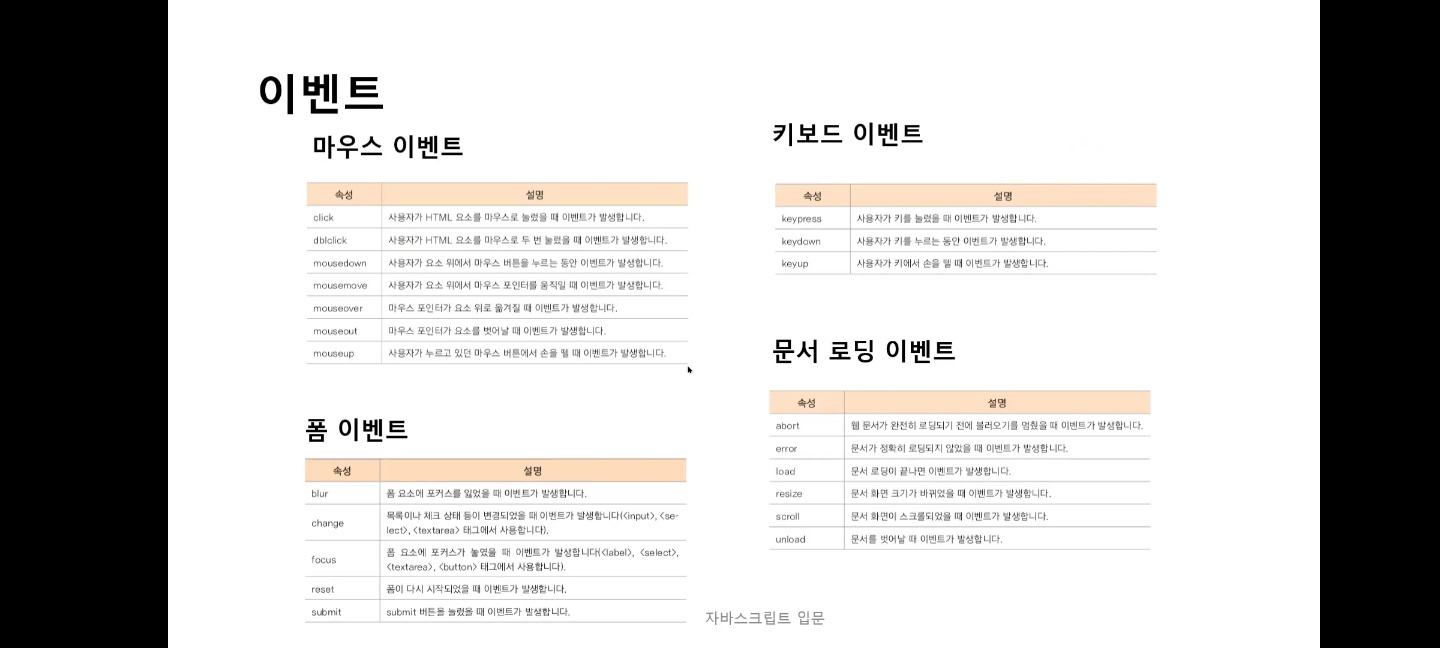 이벤트
마우스 이벤트
속성 설명
click 사용자가 HTML 요소를 마우스로 눌렀을 때 이벤트가 발생합니다.
dblclick 사용자가 HTML 요소를 마우스로 두 번 눌렀을 때 이벤트가 발생합니다.
mousedown 사용자가 요소 위에서 마우스 버튼을 누르는 동안 이벤트가 발생합니다.
mousemove 사용자가 요소 위에서 마우스 포인터를 움직일 때 이벤트가 발생합니다.
mouseover 마우스 포인터가 요소 위로 옮겨질 때 이벤트가 발생합니다.
mouseout 마우스 포인터가 요소를 벗어날 때 이벤트가 발생합니다.
mouseup 사용자가 누르고 있던 마우스 버튼에서 손을 뗄 때 이벤트가 발생합니다.
폼 이벤트
속성 설명
blur 폼 요소에 포커스를 잃었을 때 이벤트가 발생합니다.
change 목록이나 체크 상태 등이 변경되었을 때 이벤트가 발생합니다(<input>, <se-
lect>, <textarea> 태그에서 사용합니다).
focus 폼 요소에 포커스가 놓였을 때 이벤트가 발생합니다(<label>, <select>,
<textarea>, <button> 태그에서 사용합니다).
reset 폼이 다시 시작되었을 때 이벤트가 발생합니다.
submit submit 버튼을 눌렀을 때 이벤트가 발생합니다.
키보드 이벤트
속성 설명
keypress 사용자가 키를 눌렀을 때 이벤트가 발생합니다.
keydown 사용자가 키를 누르는 동안 이벤트가 발생합니다.
keyup 사용자가 키에서 손을 뗄 때 이벤트가 발생합니다.
문서 로딩 이벤트
속성 설명
abort 웹 문서가 완전히 로딩되기 전에 불러오기를 멈췄을 때 이벤트가 발생합니다.
error 문서가 정확히 로딩되지 않았을 때 이벤트가 발생합니다.
load 문서 로딩이 끝나면 이벤트가 발생합니다.
resize 문서 화면 크기가 바뀌었을 때 이벤트가 발생합니다.
scroll 문서 화면이 스크롤되었을 때 이벤트가 발생합니다.
unload 문서를 벗어날 때 이벤트가 발생합니다.
자바스크립트 입문